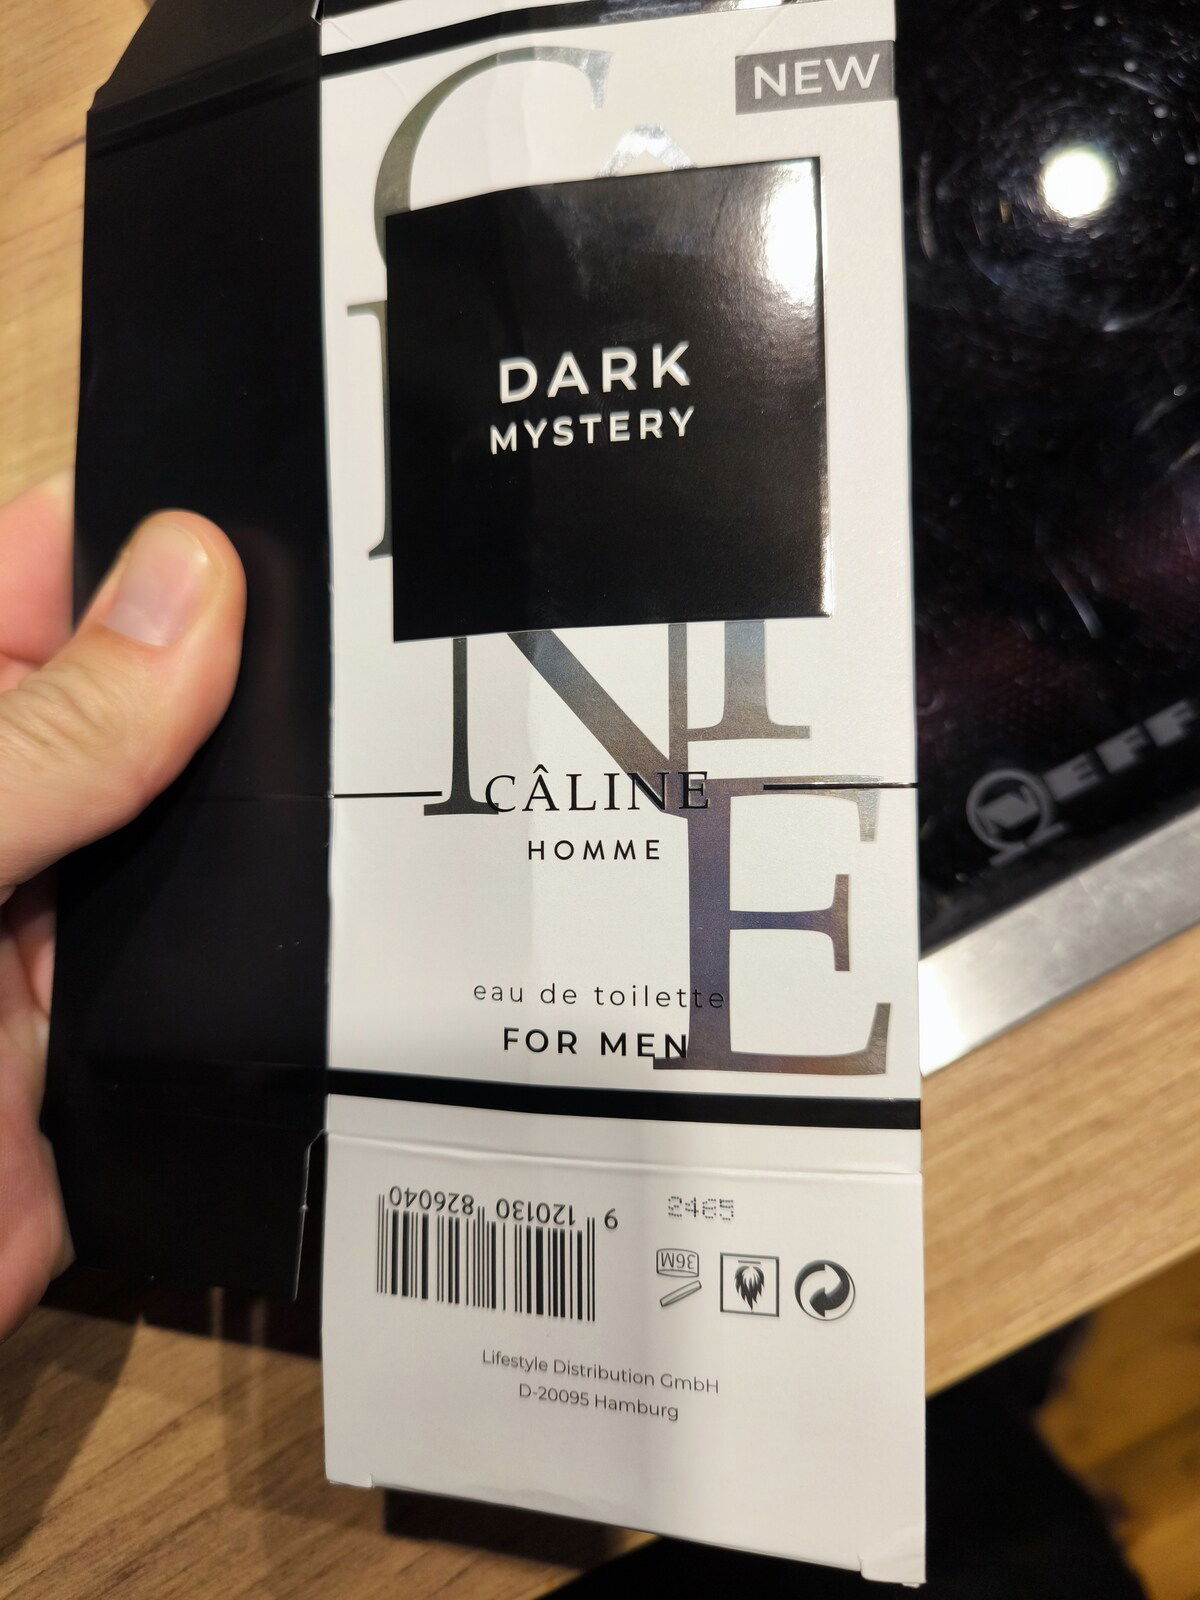 NEW
DARK
MYSTERY
CÂLINE
HOMME
eau de toilette
FOR MEN
9 120130 826040
2465
36M
Lifestyle Distribution GmbH
D-20095 Hamburg
NEFF